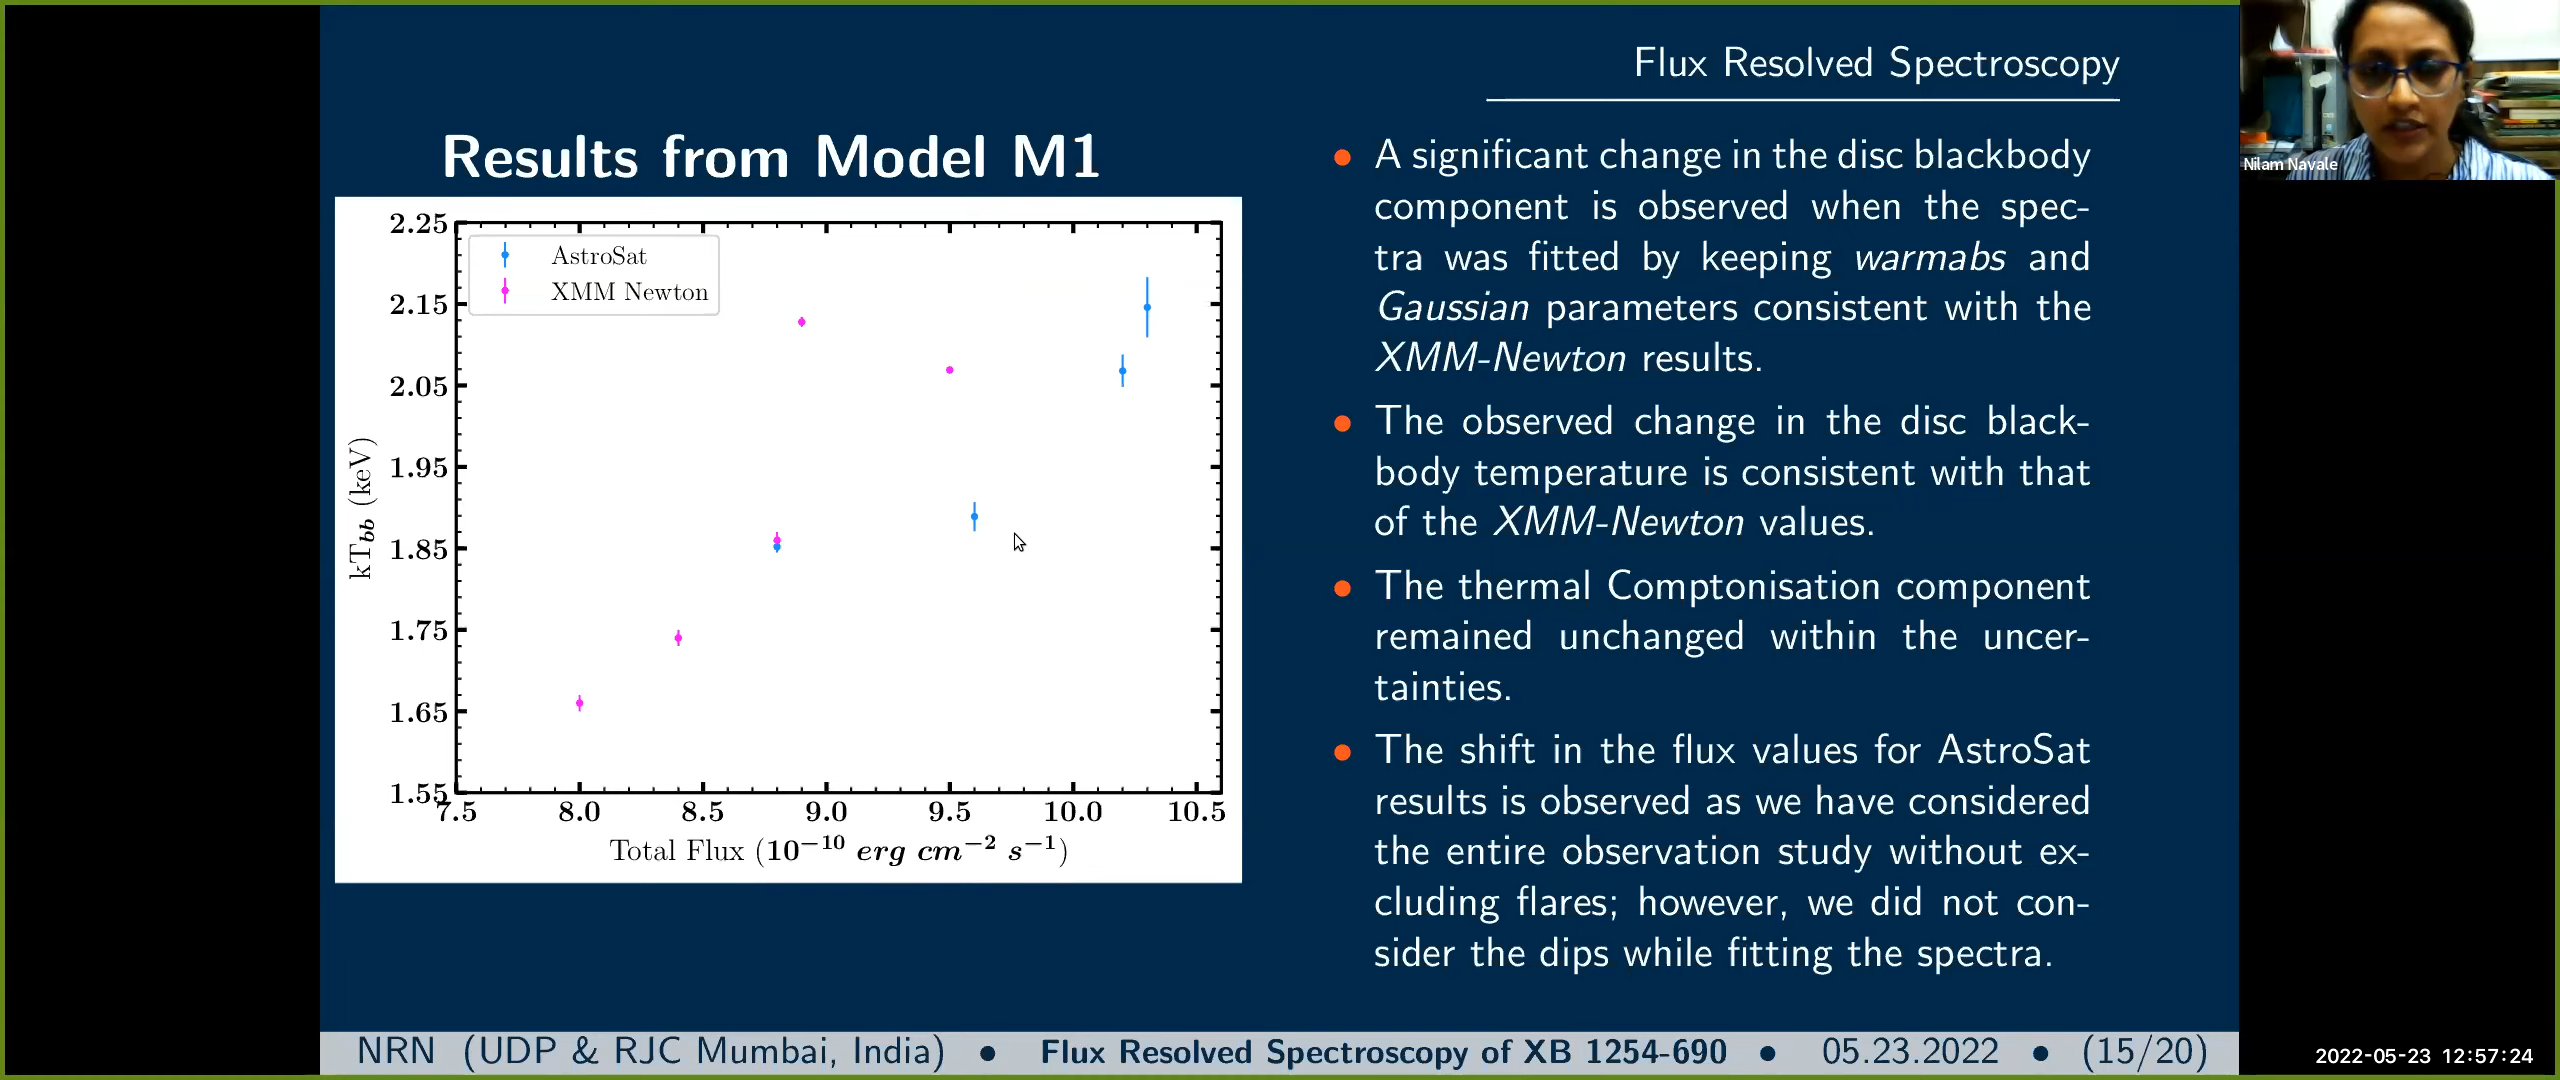 Flux Resolved Spectroscopy
Nilam Navale
Results from Model M1
2.25
2.15
2.05
1.95
1.85
1.75
1.65
1.55
kT_bb (keV)
AstroSat
XMM Newton
7.5 8.0 8.5 9.0 9.5 10.0 10.5
Total Flux (10⁻¹⁰ erg cm⁻² s⁻¹)
• A significant change in the disc blackbody
component is observed when the spec-
tra was fitted by keeping warmabs and
Gaussian parameters consistent with the
XMM-Newton results.
• The observed change in the disc black-
body temperature is consistent with that
of the XMM-Newton values.
• The thermal Comptonisation component
remained unchanged within the uncer-
tainties.
• The shift in the flux values for AstroSat
results is observed as we have considered
the entire observation study without ex-
cluding flares; however, we did not con-
sider the dips while fitting the spectra.
NRN (UDP & RJC Mumbai, India) • Flux Resolved Spectroscopy of XB 1254-690 • 05.23.2022 • (15/20)
2022-05-23 12:57:24